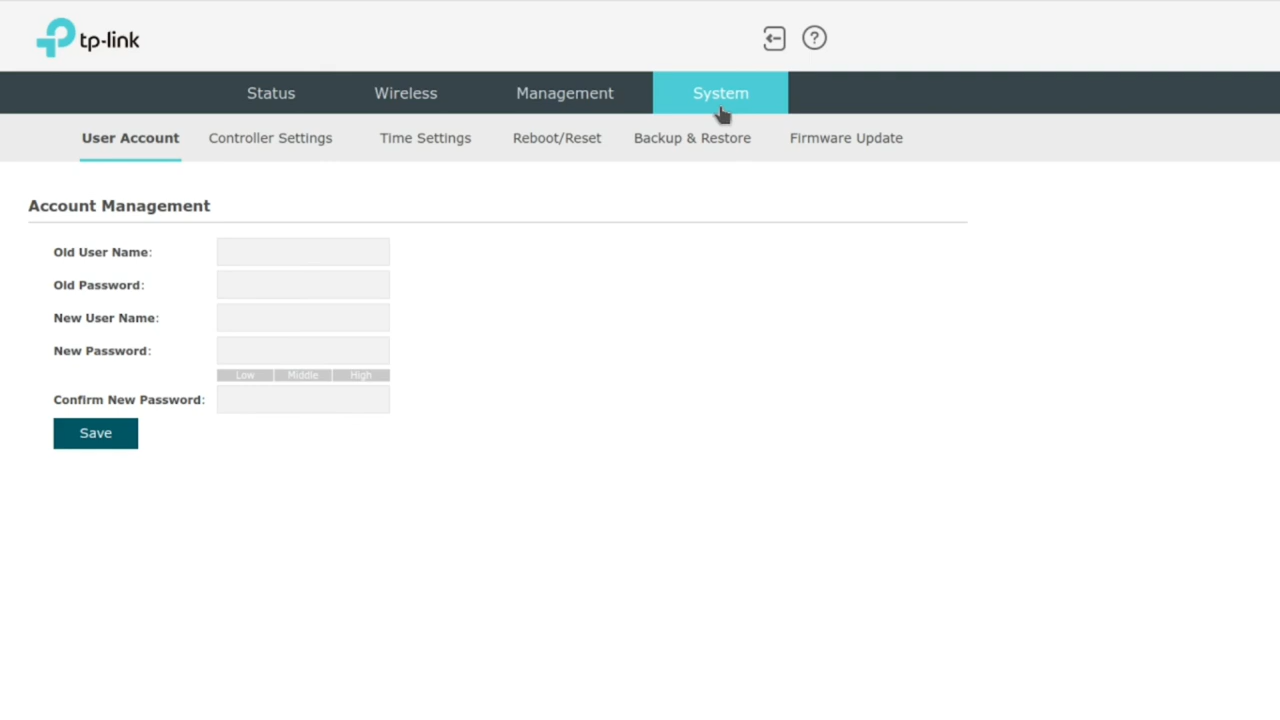 tp-link
?
Status Wireless Management System
User Account Controller Settings Time Settings Reboot/Reset Backup & Restore Firmware Update
Account Management
Old User Name:
Old Password:
New User Name:
New Password:
Low Middle High
Confirm New Password:
Save